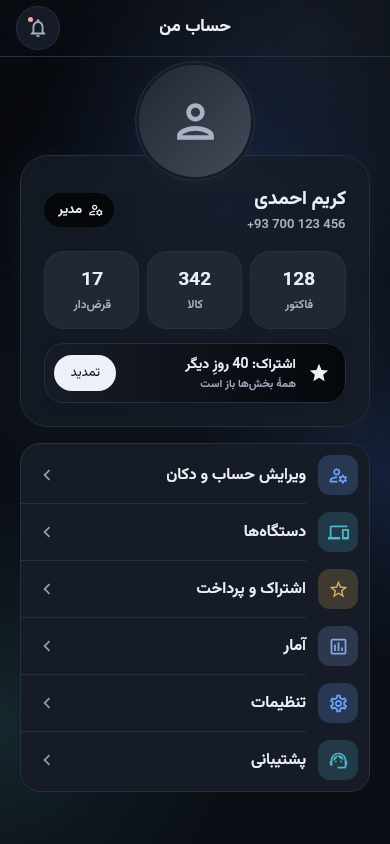 حساب من
کریم احمدی
+93 700 123 456
مدیر
128
فاکتور
342
کالا
17
قرض‌دار
اشتراک: 40 روز دیگر
همهٔ بخش‌ها باز است
تمدید
ویرایش حساب و دکان
دستگاه‌ها
اشتراک و پرداخت
آمار
تنظیمات
پشتیبانی